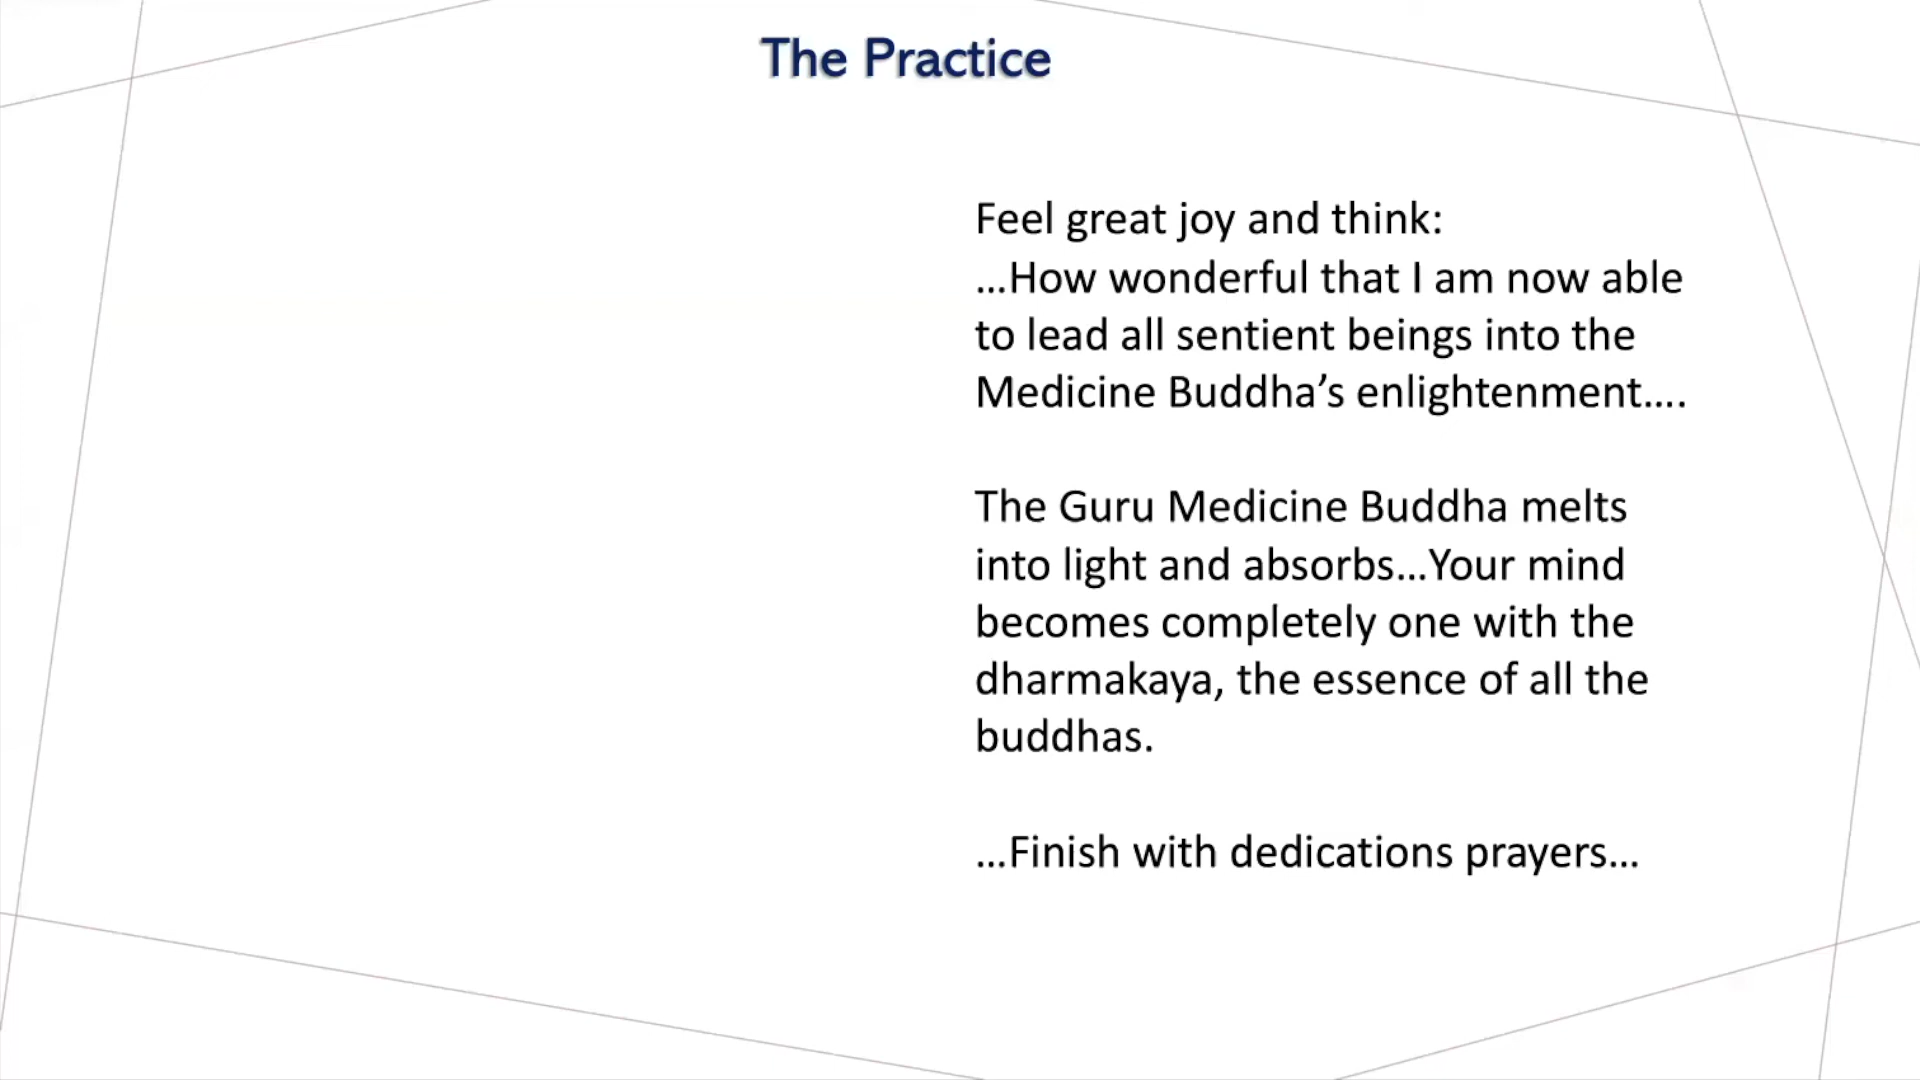 The Practice
Feel great joy and think:
...How wonderful that I am now able
to lead all sentient beings into the
Medicine Buddha’s enlightenment....
The Guru Medicine Buddha melts
into light and absorbs...Your mind
becomes completely one with the
dharmakaya, the essence of all the
buddhas.
...Finish with dedications prayers...